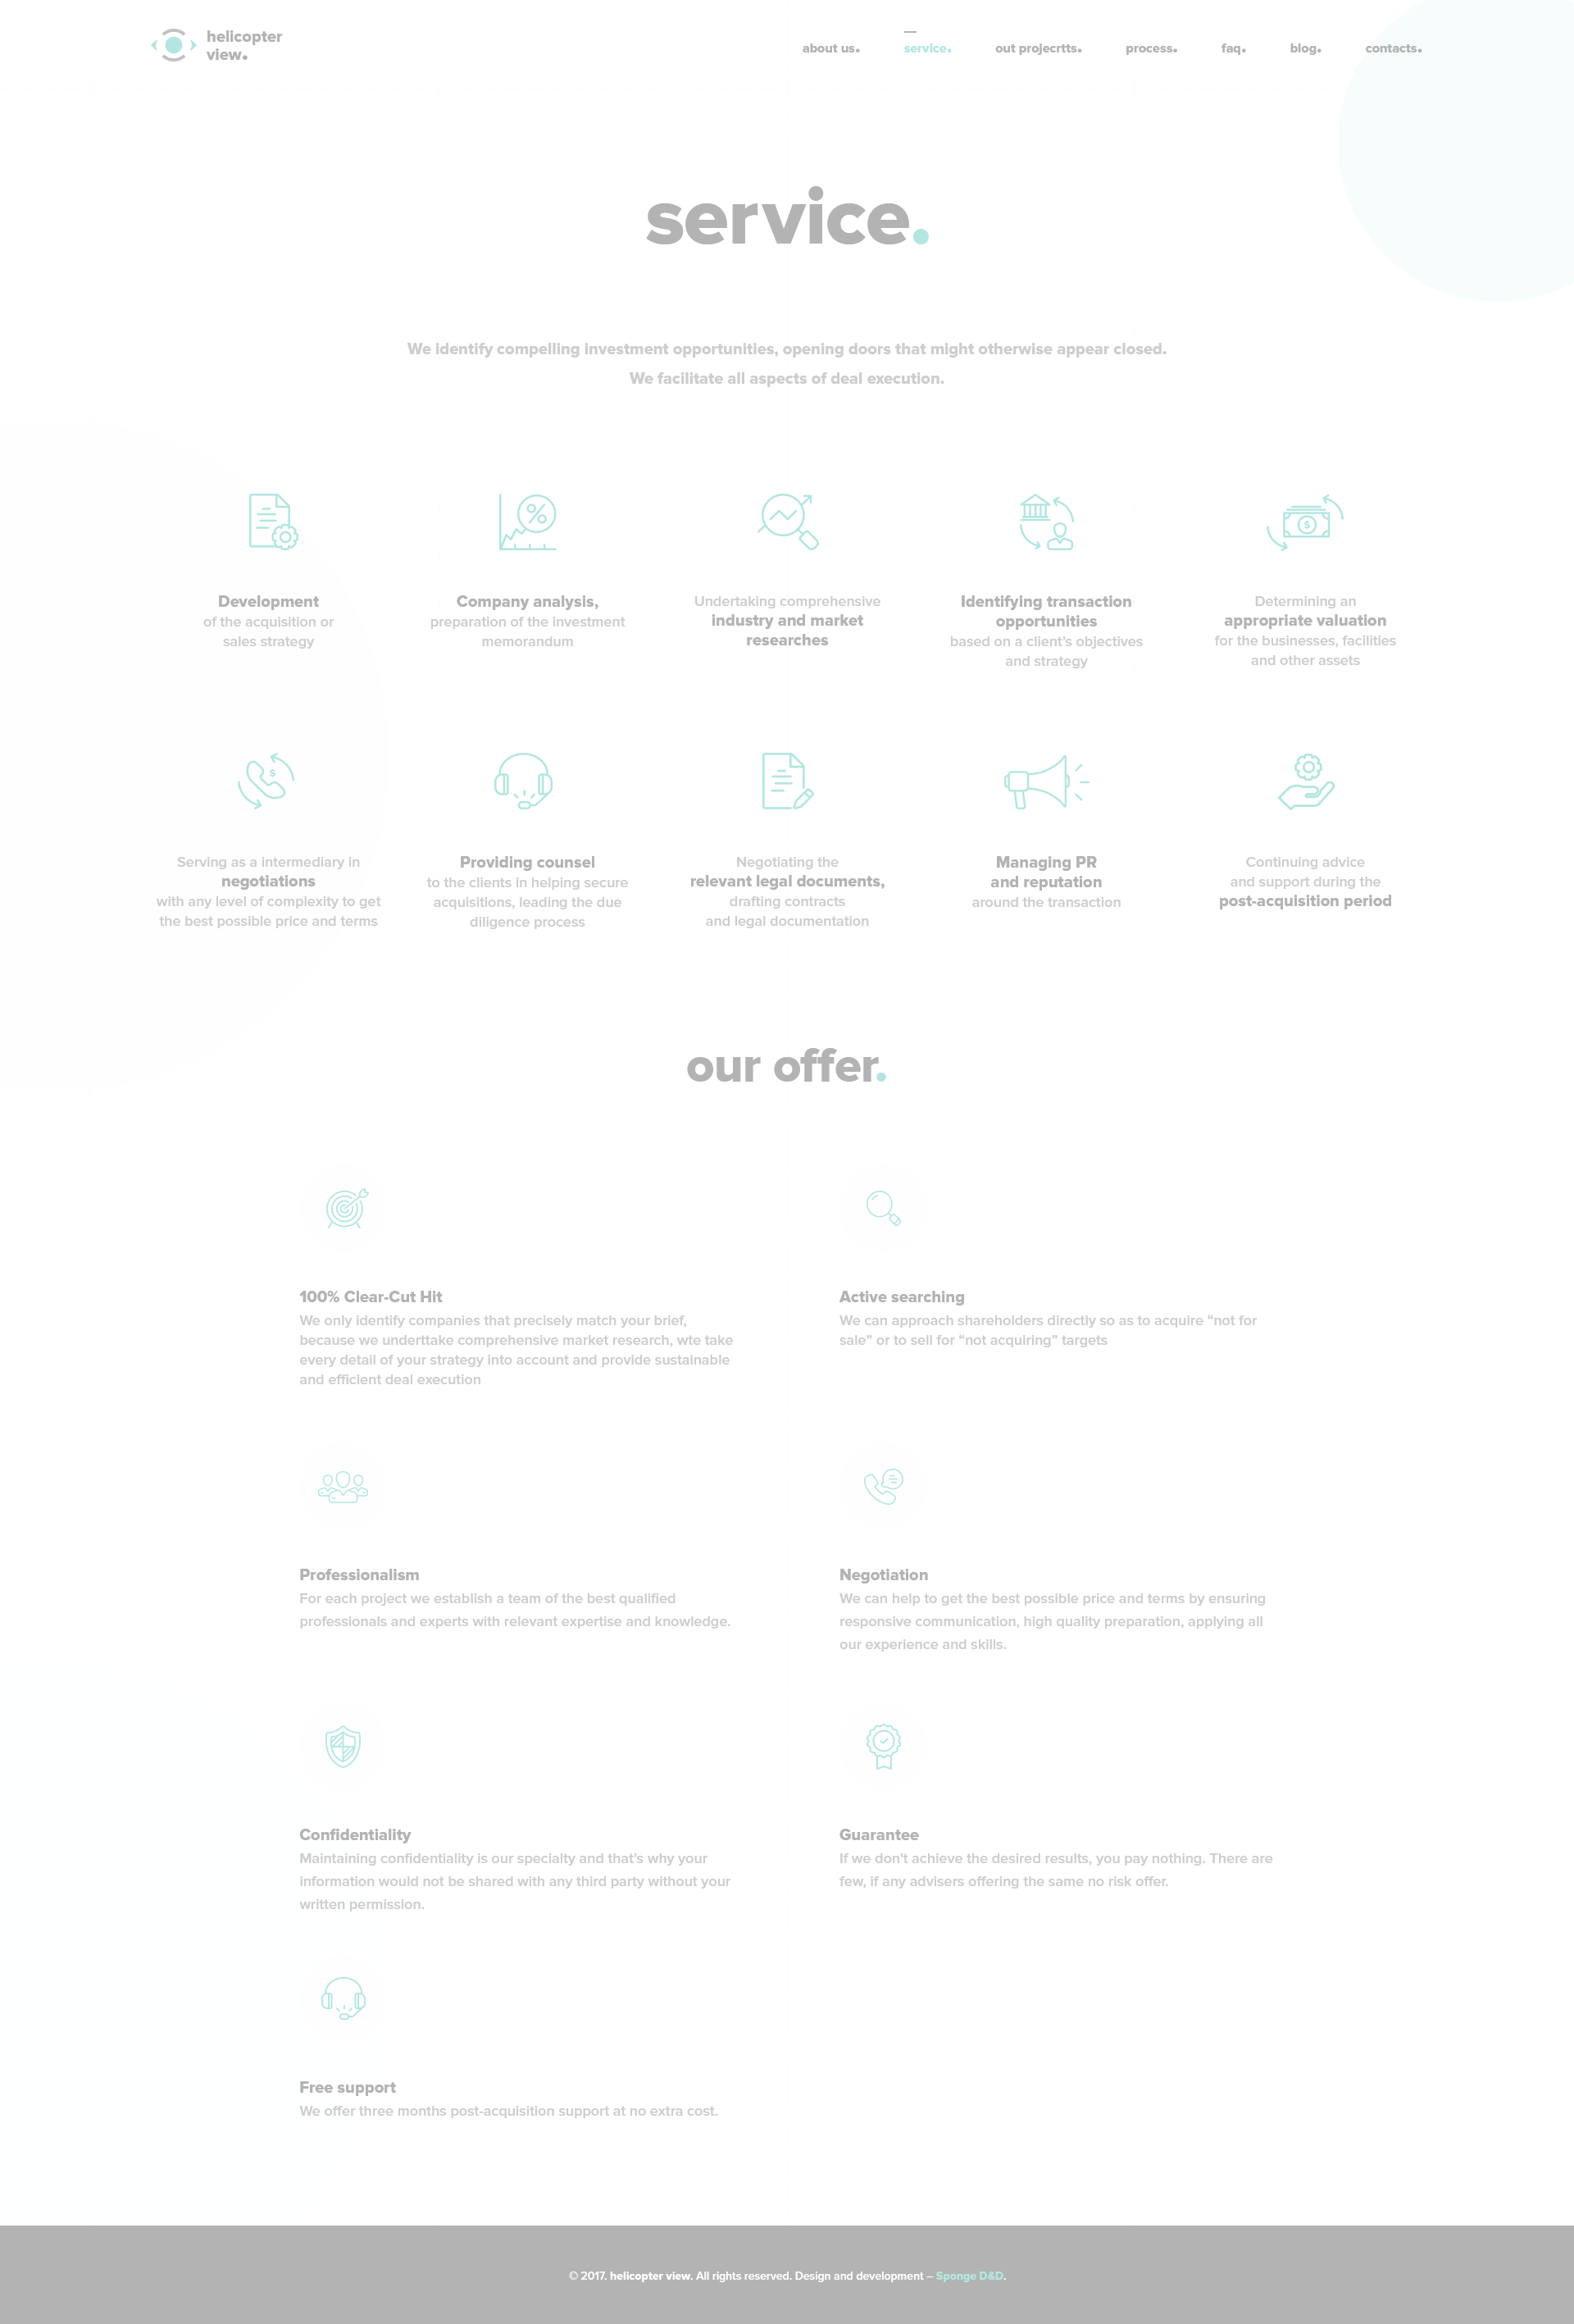 helicopter
view.
about us. service. out projecrtts. process. faq. blog. contacts.
service.
We identify compelling investment opportunities, opening doors that might otherwise appear closed.
We facilitate all aspects of deal execution.
Development
of the acquisition or
sales strategy
Company analysis,
preparation of the investment
memorandum
Undertaking comprehensive
industry and market
researches
Identifying transaction
opportunities
based on a client’s objectives
and strategy
Determining an
appropriate valuation
for the businesses, facilities
and other assets
Serving as a intermediary in
negotiations
with any level of complexity to get
the best possible price and terms
Providing counsel
to the clients in helping secure
acquisitions, leading the due
diligence process
Negotiating the
relevant legal documents,
drafting contracts
and legal documentation
Managing PR
and reputation
around the transaction
Continuing advice
and support during the
post-acquisition period
our offer.
100% Clear-Cut Hit
We only identify companies that precisely match your brief,
because we underttake comprehensive market research, wte take
every detail of your strategy into account and provide sustainable
and efficient deal execution
Active searching
We can approach shareholders directly so as to acquire “not for
sale” or to sell for “not acquiring” targets
Professionalism
For each project we establish a team of the best qualified
professionals and experts with relevant expertise and knowledge.
Negotiation
We can help to get the best possible price and terms by ensuring
responsive communication, high quality preparation, applying all
our experience and skills.
Confidentiality
Maintaining confidentiality is our specialty and that’s why your
information would not be shared with any third party without your
written permission.
Guarantee
If we don't achieve the desired results, you pay nothing. There are
few, if any advisers offering the same no risk offer.
Free support
We offer three months post-acquisition support at no extra cost.
© 2017. helicopter view. All rights reserved. Design and development – Sponge D&D.